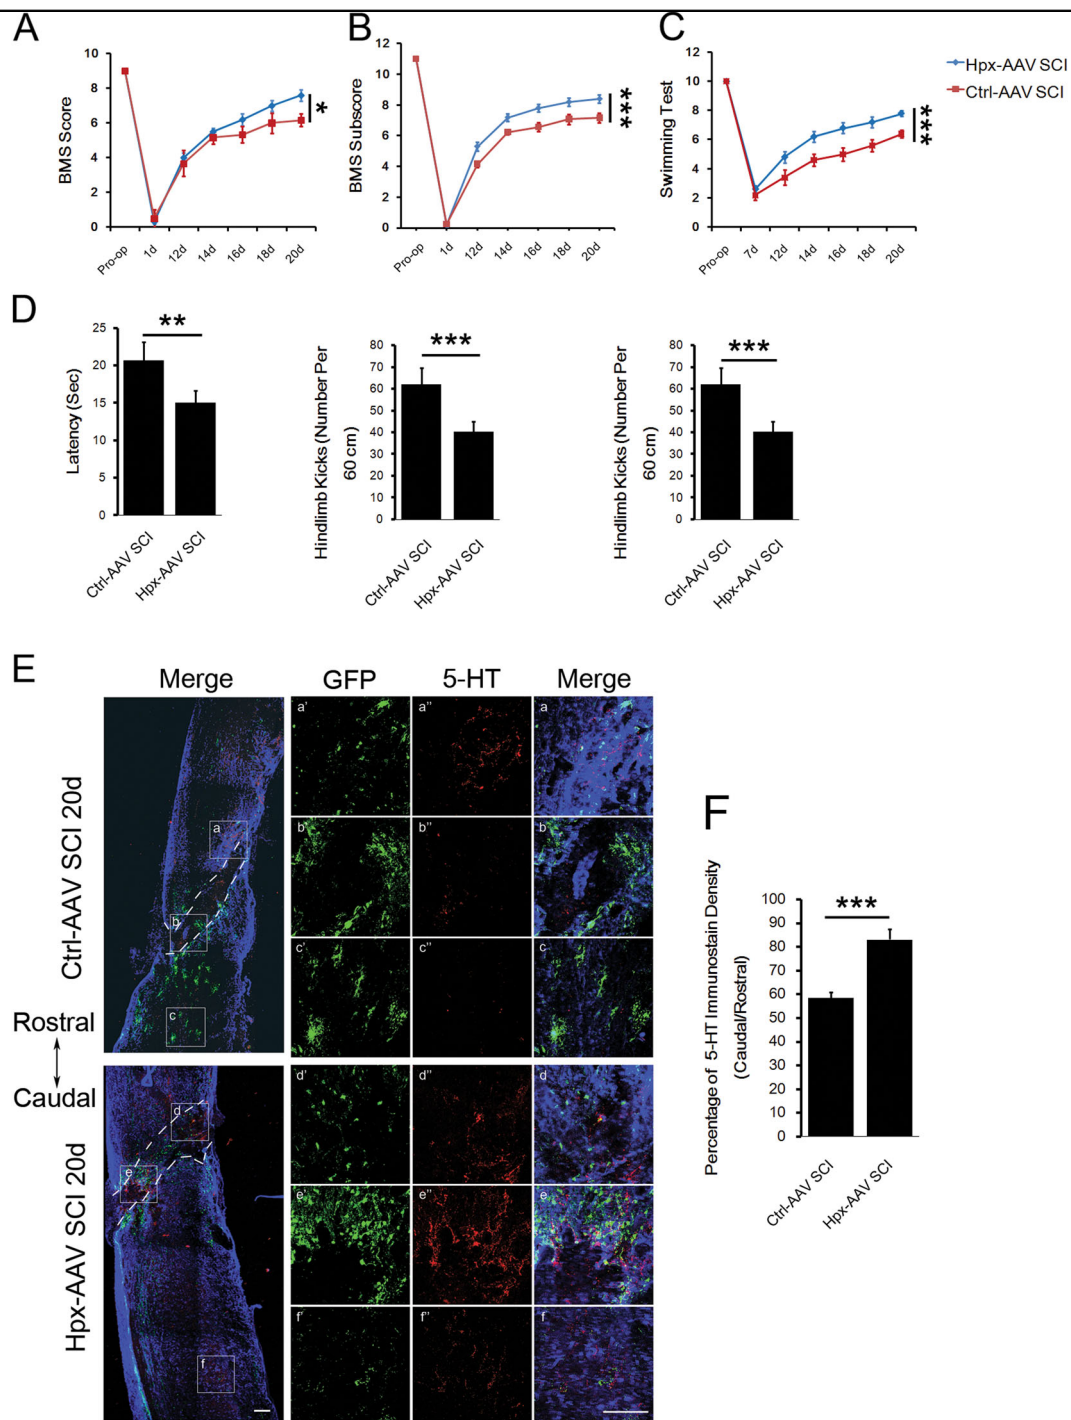 A
B
C
BMS Score
10
8
6
4
2
0
Pro-op
1d
12d
14d
16d
18d
20d
*
BMS Subscore
12
10
8
6
4
2
0
Pro-op
1d
12d
14d
16d
18d
20d
***
Swimming Test
12
10
8
6
4
2
0
Pro-op
7d
12d
14d
16d
18d
20d
***
Hpx-AAV SCI
Ctrl-AAV SCI
D
Latency (Sec)
25
20
15
10
5
0
**
Ctrl-AAV SCI
Hpx-AAV SCI
Hindlimb Kicks (Number Per
60 cm)
80
70
60
50
40
30
20
10
0
***
Ctrl-AAV SCI
Hpx-AAV SCI
Hindlimb Kicks (Number Per
60 cm)
80
70
60
50
40
30
20
10
0
***
Ctrl-AAV SCI
Hpx-AAV SCI
E
Merge
GFP
5-HT
Merge
Ctrl-AAV SCI 20d
a
b
c
a'
a''
a
b'
b''
b
c'
c''
c
Rostral
Caudal
Hpx-AAV SCI 20d
d
e
f
d'
d''
d
e'
e''
e
f'
f''
f
F
Percentage of 5-HT Immunostain Density
(Caudal/Rostral)
100
90
80
70
60
50
40
30
20
10
0
***
Ctrl-AAV SCI
Hpx-AAV SCI